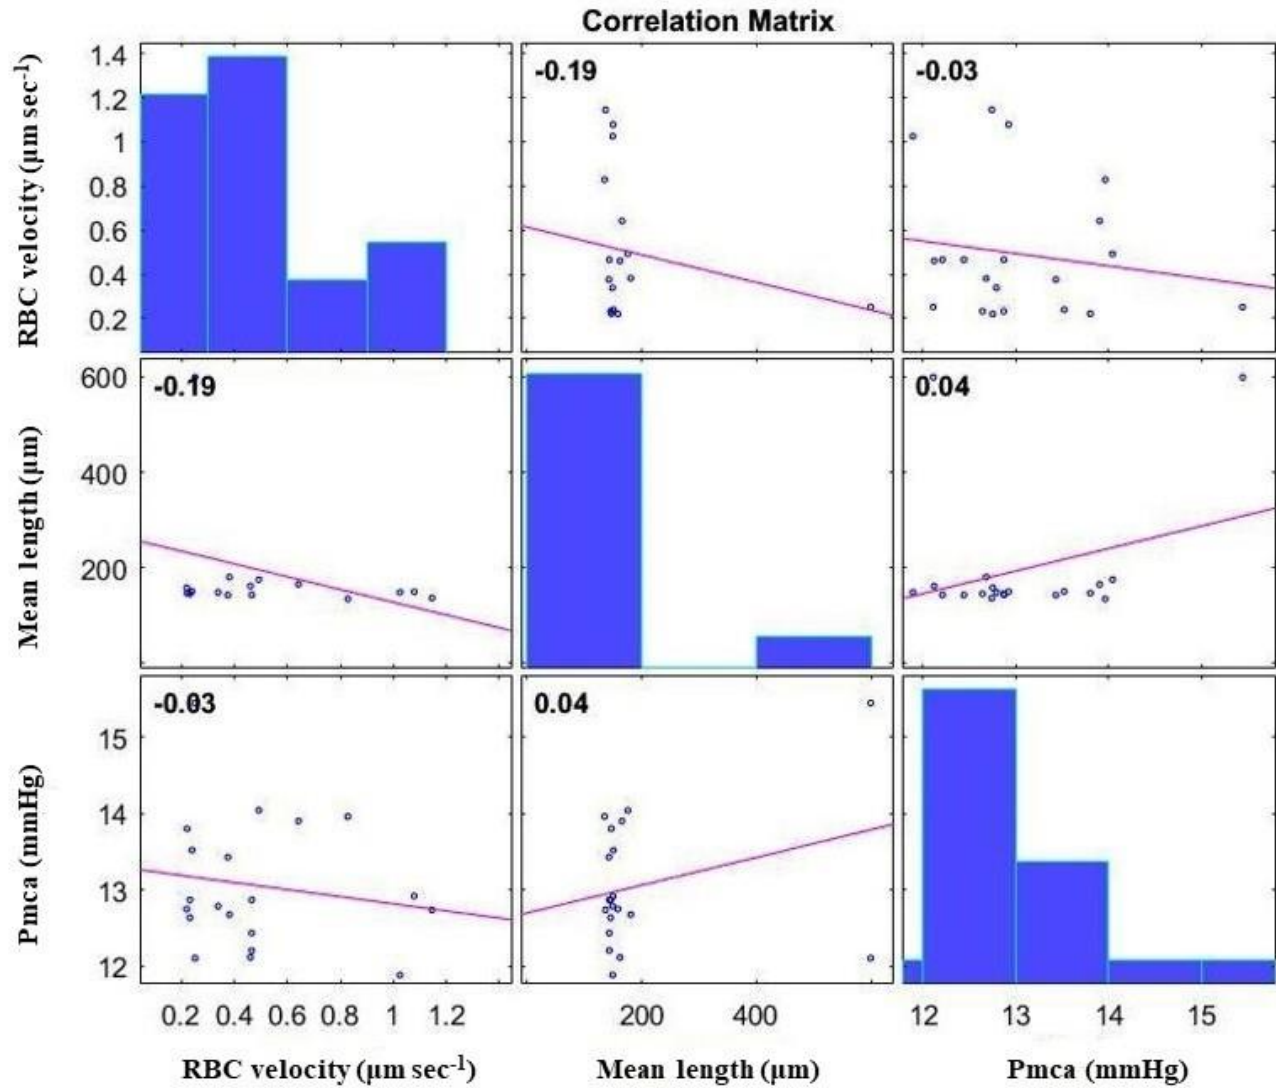 Correlation Matrix
RBC velocity (µm sec-1)
1.4
1.2
1
0.8
0.6
0.4
0.2
-0.19
-0.03
Mean length (µm)
600
400
200
-0.19
0.04
Pmca (mmHg)
15
14
13
12
-0.03
0.04
0.2 0.4 0.6 0.8 1 1.2
200 400
12 13 14 15
RBC velocity (µm sec-1)
Mean length (µm)
Pmca (mmHg)